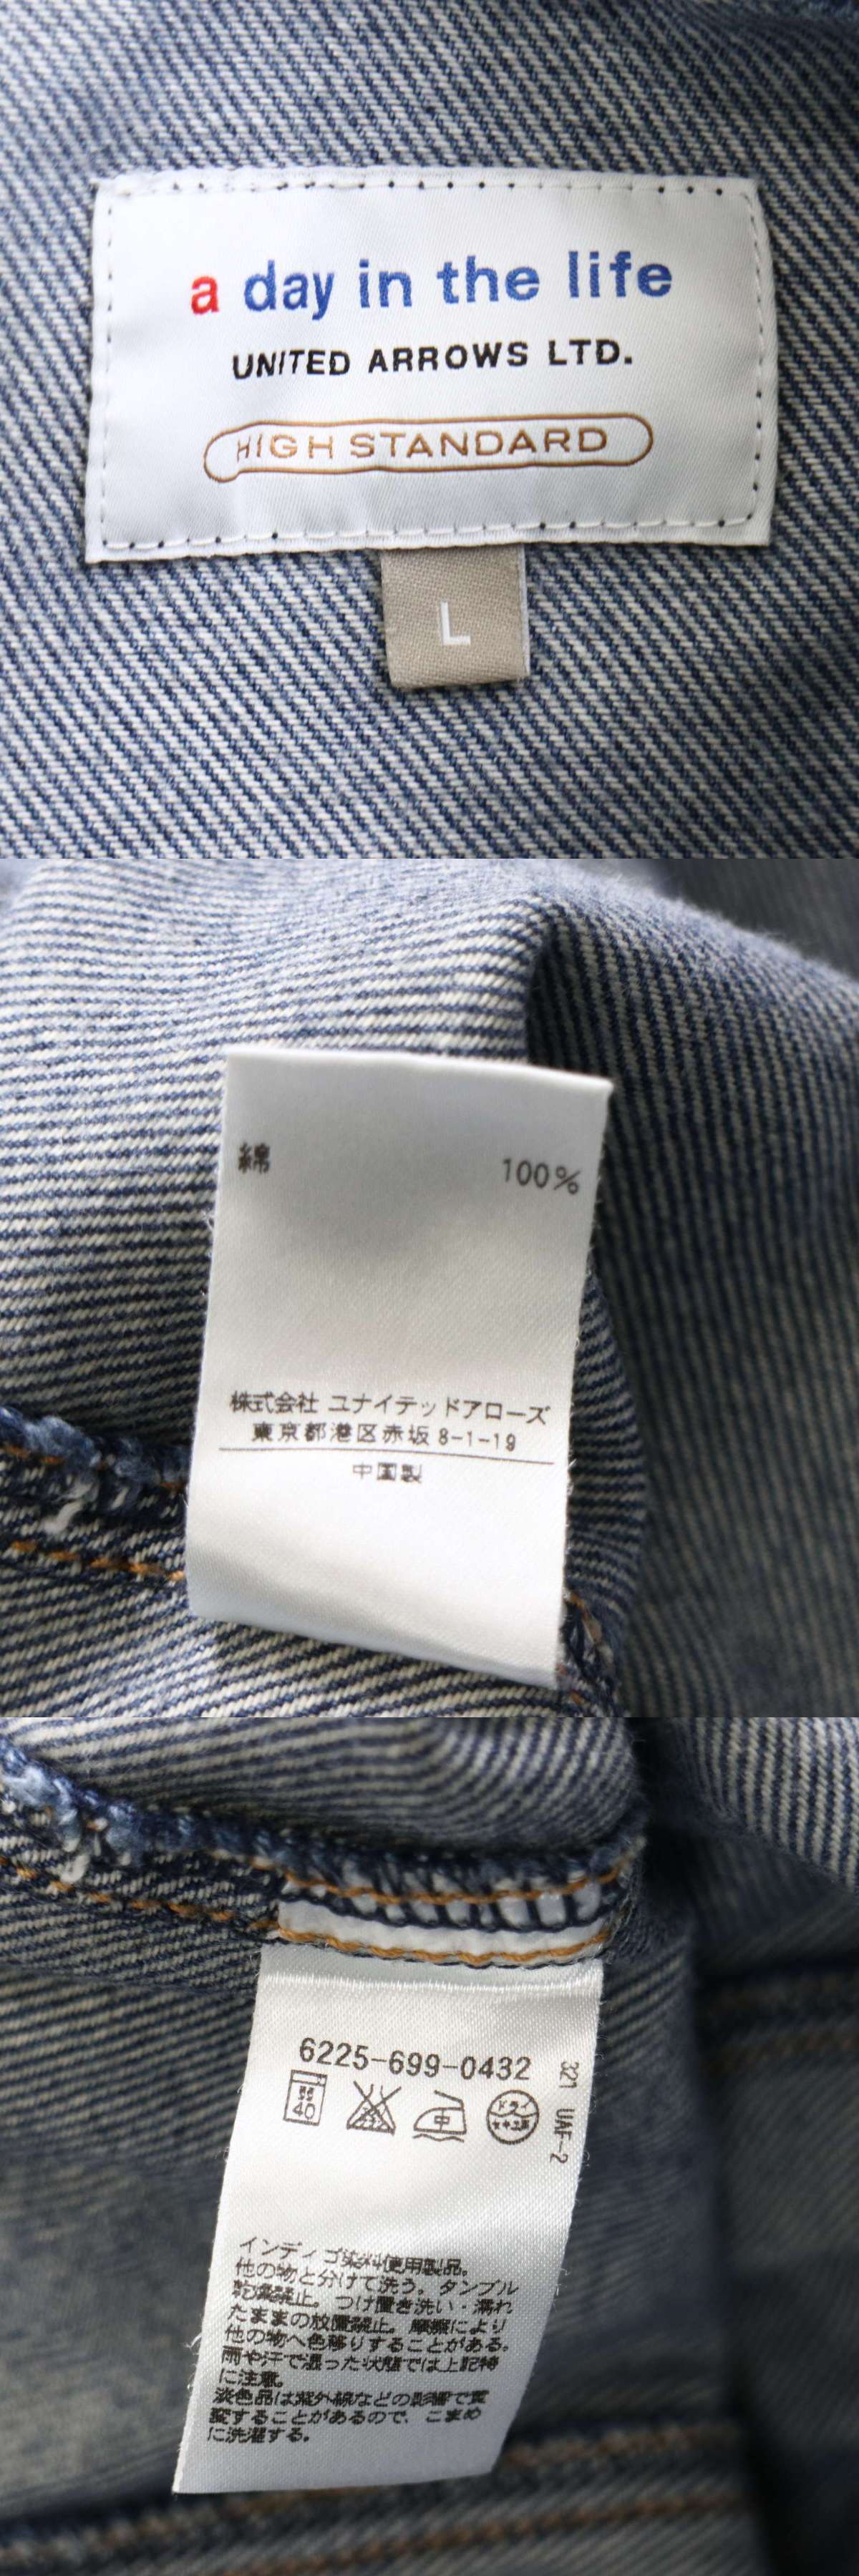 a day in the life
UNITED ARROWS LTD.
HIGH STANDARD
L
綿 100%
株式会社 ユナイテッドアローズ
東京都港区赤坂 8-1-19
中国製
6225-699-0432
321 UAF-2
弱
40
中
ドライ
インディゴ染料使用製品。
他の物と分けて洗う。タンブル
乾燥禁止。つけ置き洗い・濡れ
たままの放置禁止。摩擦により
他の物へ色移りすることがある。
雨や汗で湿った状態では上記特
に注意。
淡色品は紫外線などの影響で質
変することがあるので、こまめ
に洗濯する。